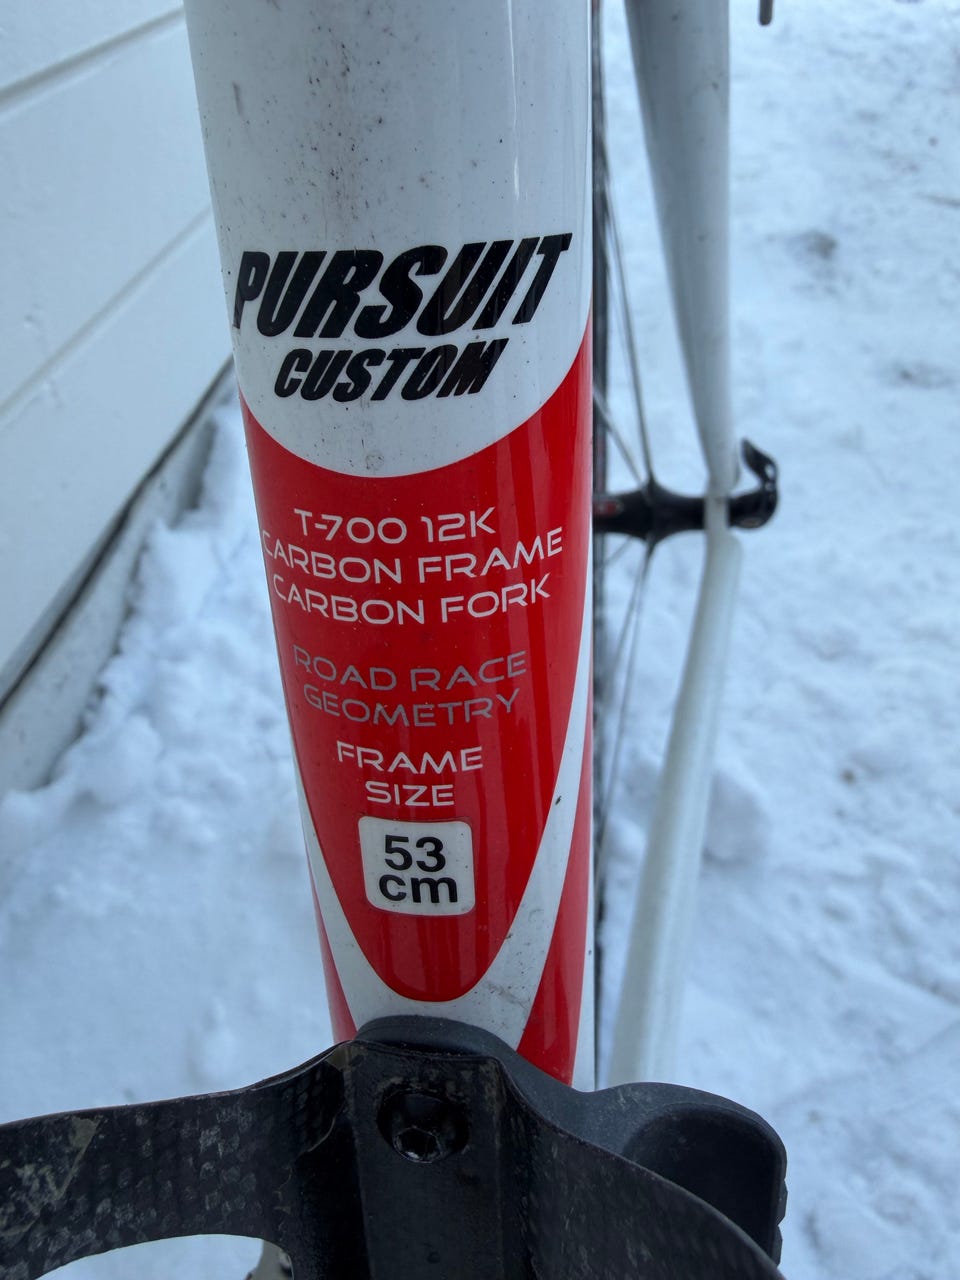 PURSUIT
CUSTOM
T-700 12K
CARBON FRAME
CARBON FORK
ROAD RACE
GEOMETRY
FRAME
SIZE
53
cm